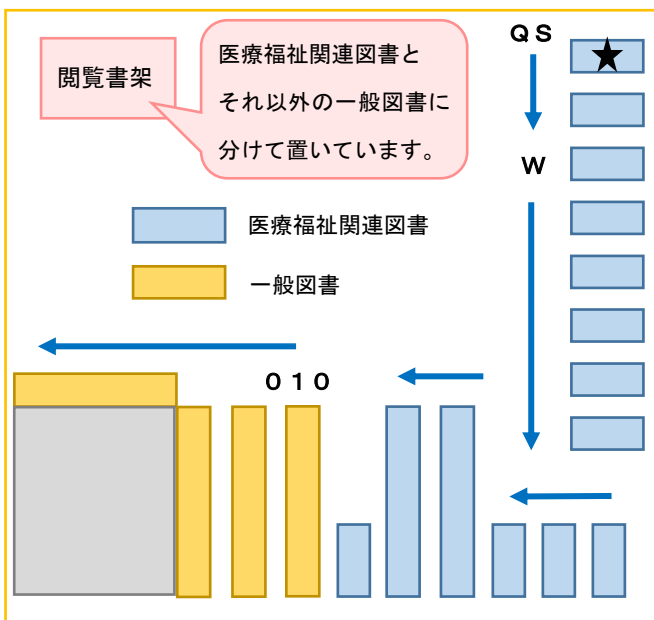 閲覧書架
医療福祉関連図書と
それ以外の一般図書に
分けて置いています。
QS
W
医療福祉関連図書
一般図書
010